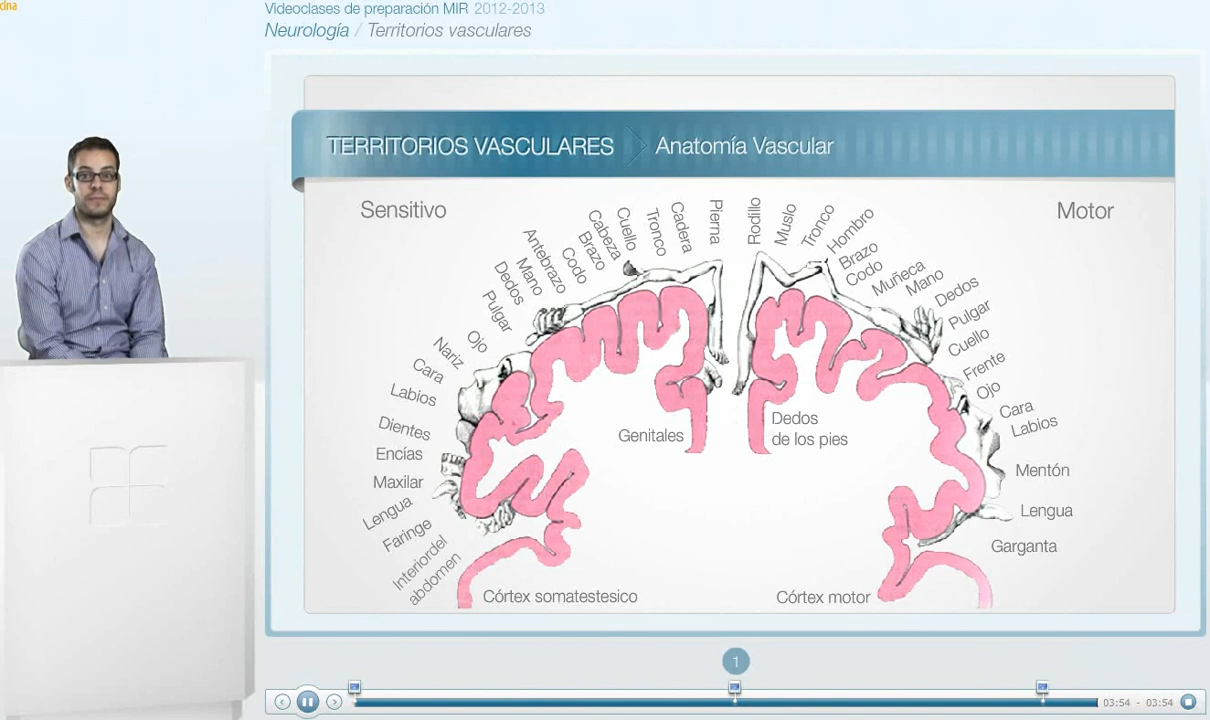 cina
Videoclases de preparación MIR 2012-2013
Neurología / Territorios vasculares
TERRITORIOS VASCULARES
Anatomía Vascular
Sensitivo
Motor
Pierna
Cadera
Tronco
Cuello
Cabeza
Brazo
Codo
Antebrazo
Mano
Dedos
Pulgar
Ojo
Nariz
Cara
Labios
Dientes
Encías
Maxilar
Lengua
Faringe
Interiordel
abdomen
Genitales
Córtex somatestesico
Rodillo
Muslo
Tronco
Hombro
Brazo
Codo
Muñeca
Mano
Dedos
Pulgar
Cuello
Frente
Ojo
Cara
Labios
Mentón
Lengua
Garganta
Dedos
de los pies
Córtex motor
1
03:54 - 03:54